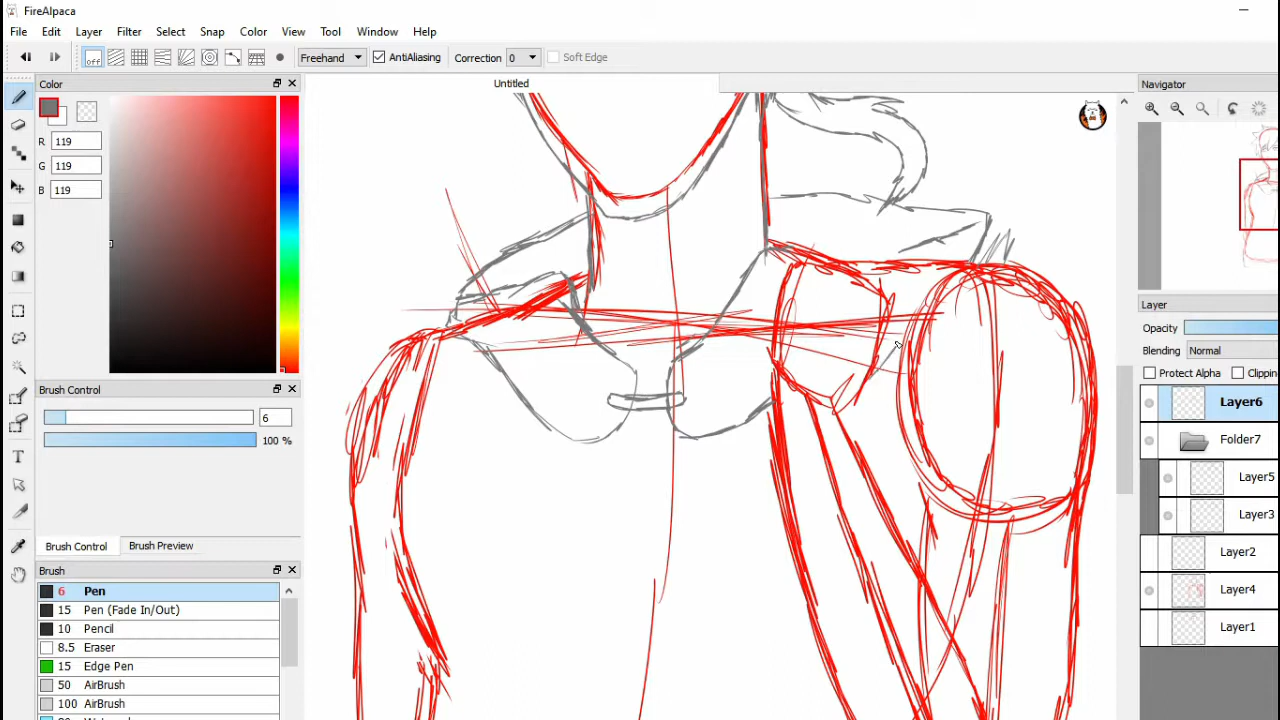 FireAlpaca
File Edit Layer Filter Select Snap Color View Tool Window Help
off Freehand AntiAliasing Correction 0 Soft Edge
Color
Untitled
Navigator
R 119
G 119
B 119
Layer
Opacity
Blending Normal
Protect Alpha Clipping
Brush Control
6
100 %
Layer6
Folder7
Layer5
Layer3
Layer2
Layer4
Layer1
Brush Control Brush Preview
Brush
6 Pen
15 Pen (Fade In/Out)
10 Pencil
8.5 Eraser
15 Edge Pen
50 AirBrush
100 AirBrush